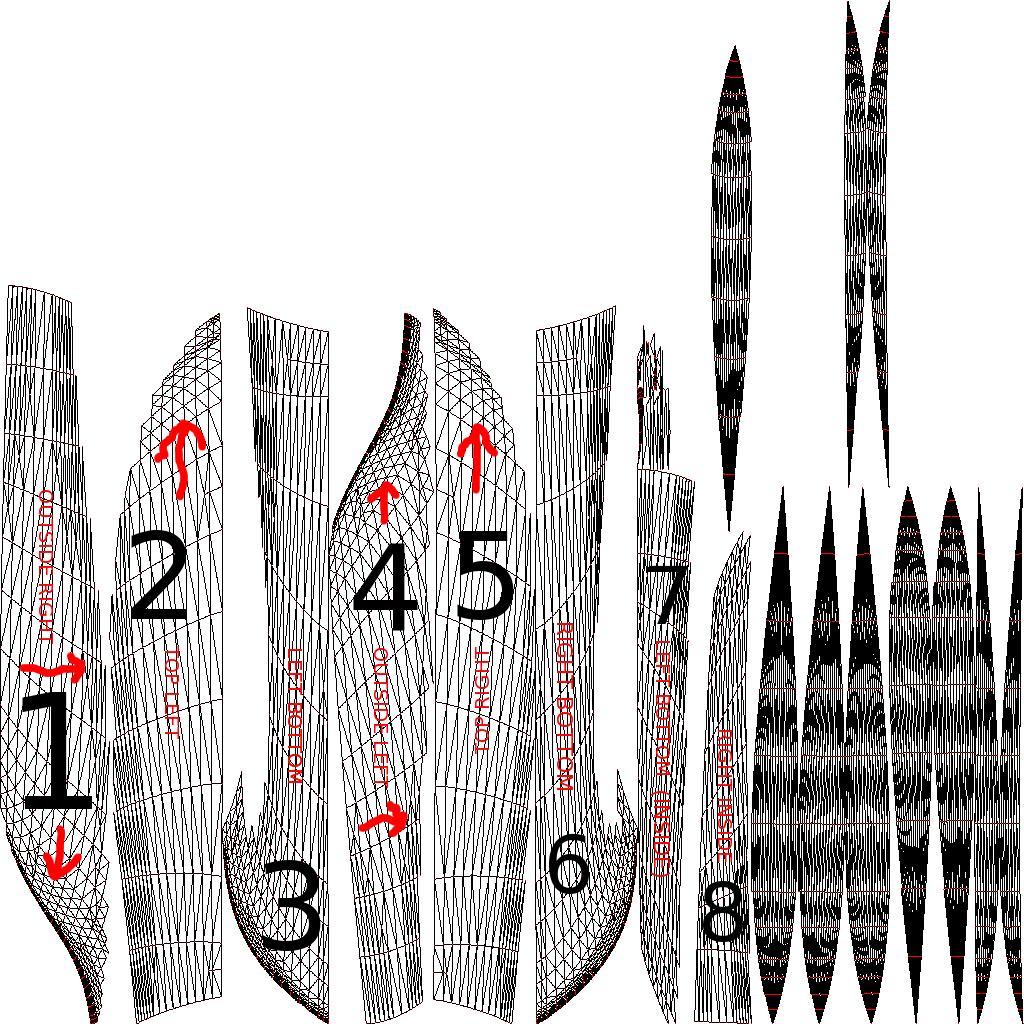 1
OUTSIDE RIGHT
2
TOP LEFT
3
LEFT BOTTOM
4
OUTSIDE LEFT
5
TOP RIGHT
6
RIGHT BOTTOM
7
LEFT BOTTOM (INSIDE)
8
RIGHT INSIDE